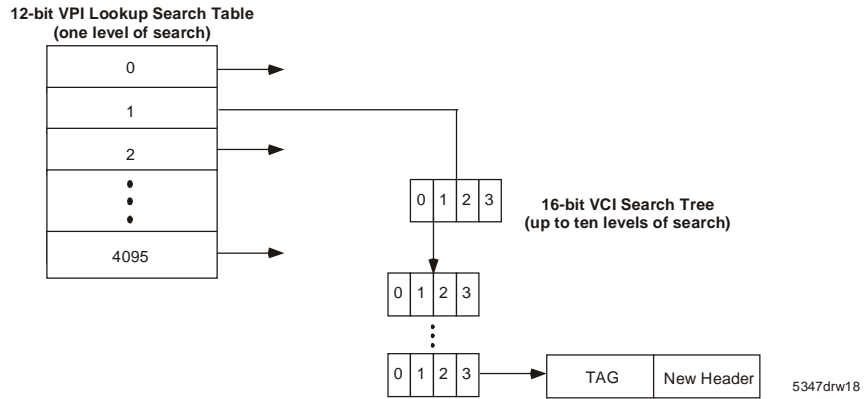 12-bit VPI Lookup Search Table
(one level of search)
0
1
2
4095
0 1 2 3
16-bit VCI Search Tree
(up to ten levels of search)
0 1 2 3
0 1 2 3
TAG New Header
5347drw18